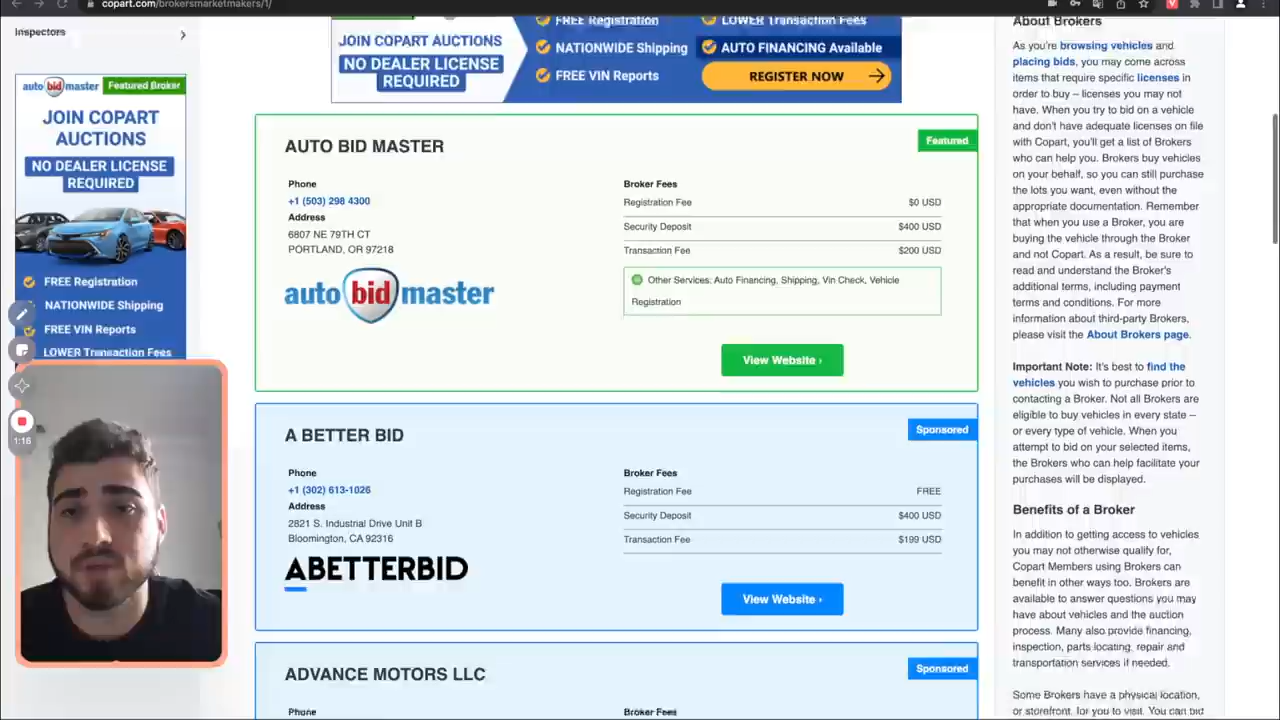 copart.com/brokersmarketmakers/1/
Inspectors
autobidmaster Featured Broker
JOIN COPART
AUCTIONS
NO DEALER LICENSE
REQUIRED
FREE Registration
NATIONWIDE Shipping
FREE VIN Reports
LOWER Transaction Fees
1:16
FREE Registration
LOWER Transaction Fees
JOIN COPART AUCTIONS
NO DEALER LICENSE
REQUIRED
NATIONWIDE Shipping
AUTO FINANCING Available
FREE VIN Reports
REGISTER NOW
AUTO BID MASTER
Featured
Phone
+1 (503) 298 4300
Address
6807 NE 79TH CT
PORTLAND, OR 97218
autobidmaster
Broker Fees
Registration Fee $0 USD
Security Deposit $400 USD
Transaction Fee $200 USD
Other Services: Auto Financing, Shipping, Vin Check, Vehicle
Registration
View Website ›
A BETTER BID
Sponsored
Phone
+1 (302) 613-1026
Address
2821 S. Industrial Drive Unit B
Bloomington, CA 92316
ABETTERBID
Broker Fees
Registration Fee FREE
Security Deposit $400 USD
Transaction Fee $199 USD
View Website ›
ADVANCE MOTORS LLC
Sponsored
Phone
Broker Fees
About Brokers
As you're browsing vehicles and
placing bids, you may come across
items that require specific licenses in
order to buy – licenses you may not
have. When you try to bid on a vehicle
and don't have adequate licenses on file
with Copart, you'll get a list of Brokers
who can help you. Brokers buy vehicles
on your behalf, so you can still purchase
the lots you want, even without the
appropriate documentation. Remember
that when you use a Broker, you are
buying the vehicle through the Broker
and not Copart. As a result, be sure to
read and understand the Broker's
additional terms, including payment
terms and conditions. For more
information about third-party Brokers,
please visit the About Brokers page.
Important Note: It's best to find the
vehicles you wish to purchase prior to
contacting a Broker. Not all Brokers are
eligible to buy vehicles in every state –
or every type of vehicle. When you
attempt to bid on your selected items,
the Brokers who can help facilitate your
purchases will be displayed.
Benefits of a Broker
In addition to getting access to vehicles
you may not otherwise qualify for,
Copart Members using Brokers can
benefit in other ways too. Brokers are
available to answer questions you may
have about vehicles and the auction
process. Many also provide financing,
inspection, parts locating, repair and
transportation services if needed.
Some Brokers have a physical location,
or storefront, for you to visit. You can bid